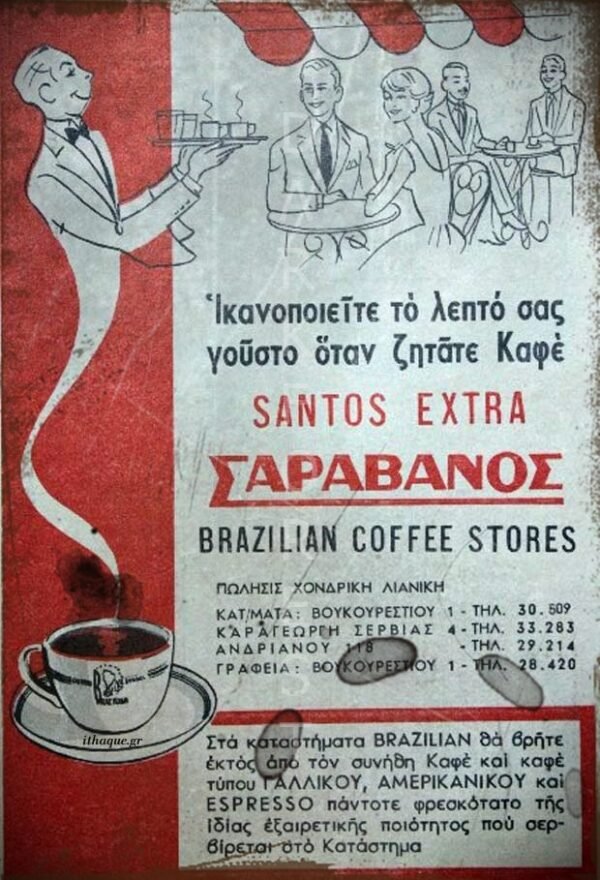 Ἱκανοποιεῖτε τὸ λεπτό σας
γοῦστο ὅταν ζητᾶτε Καφὲ
SANTOS EXTRA
ΣΑΡΑΒΑΝΟΣ
BRAZILIAN COFFEE STORES
ΠΩΛΗΣΙΣ ΧΟΝΔΡΙΚΗ ΛΙΑΝΙΚΗ
ΚΑΤ/ΜΑΤΑ: ΒΟΥΚΟΥΡΕΣΤΙΟΥ 1 - ΤΗΛ. 30.509
ΚΑΡΑΓΕΩΡΓΗ ΣΕΡΒΙΑΣ 4 - ΤΗΛ. 33.283
ΑΝΔΡΙΑΝΟΥ 118 - ΤΗΛ. 29.214
ΓΡΑΦΕΙΑ: ΒΟΥΚΟΥΡΕΣΤΙΟΥ 1 - ΤΗΛ. 28.420
ithaque.gr
Στά καταστήματα BRAZILIAN θὰ βρῆτε
ἐκτὸς ἀπὸ τὸν συνήθη Καφὲ καὶ καφὲ
τύπου ΓΑΛΛΙΚΟΥ, ΑΜΕΡΙΚΑΝΙΚΟΥ καὶ
ESPRESSO πάντοτε φρεσκότατο τῆς
ἰδίας ἐξαιρετικῆς ποιότητος ποὺ σερ-
βίρεται στὸ Κατάστημα